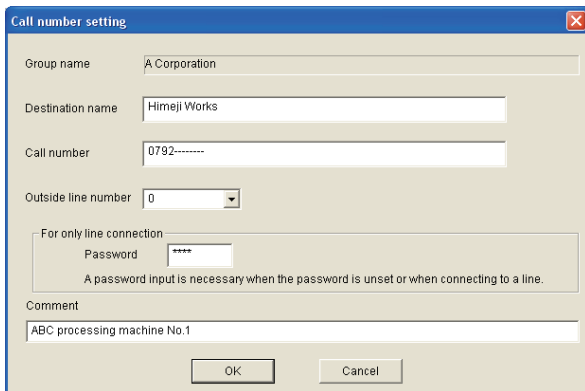 Call number setting
Group name A Corporation
Destination name Himeji Works
Call number 0792--------
Outside line number 0
For only line connection
Password ****
A password input is necessary when the password is unset or when connecting to a line.
Comment
ABC processing machine No.1
OK Cancel